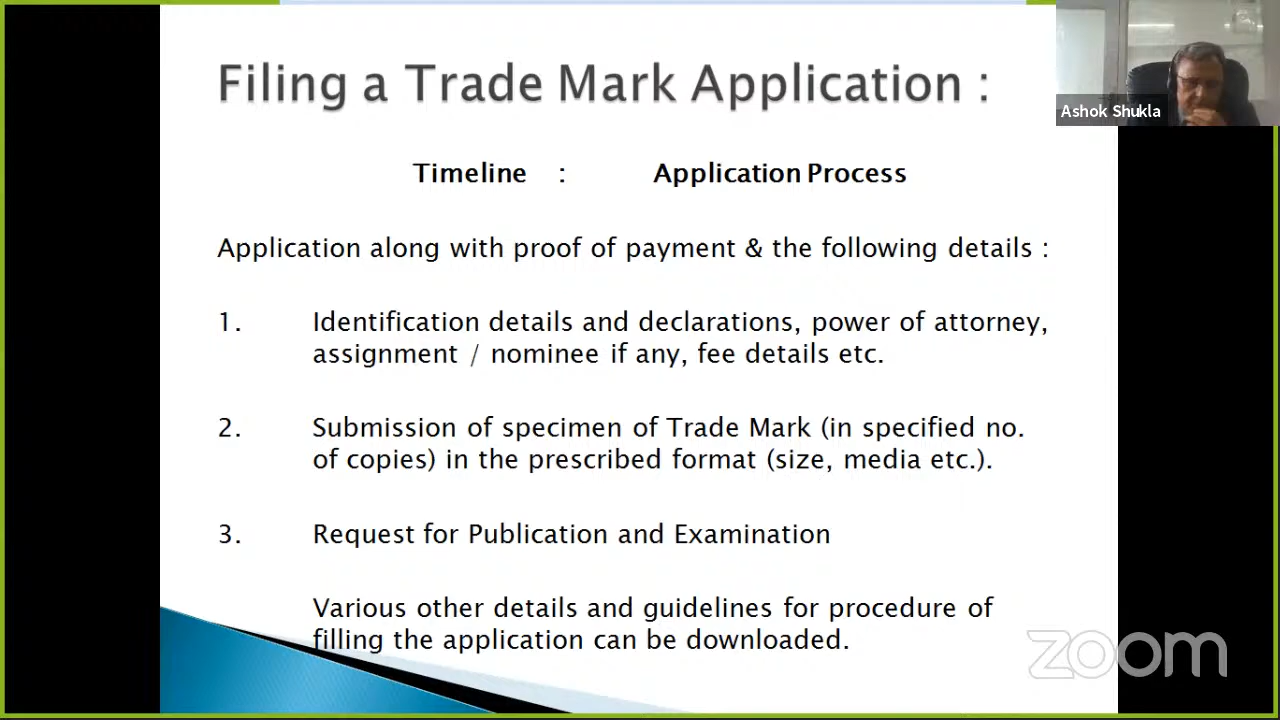 Filing a Trade Mark Application :
Ashok Shukla
Timeline : Application Process
Application along with proof of payment & the following details :
1. Identification details and declarations, power of attorney,
assignment / nominee if any, fee details etc.
2. Submission of specimen of Trade Mark (in specified no.
of copies) in the prescribed format (size, media etc.).
3. Request for Publication and Examination
Various other details and guidelines for procedure of
filling the application can be downloaded.
zoom